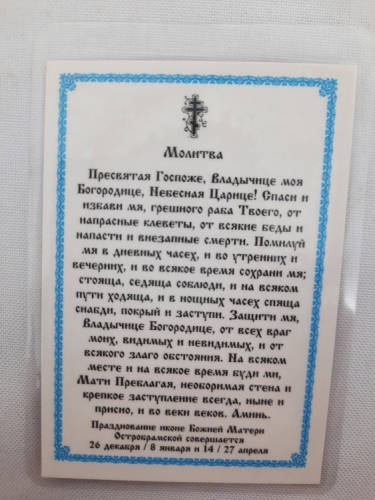 Молитва
Пресвятая Госпоже, Владычице моя
Богородице, Небесная Царице! Спаси и
избави мя, грешного раба Твоего, от
напрасные клеветы, от всякие беды и
напасти и внезапные смерти. Помилуй
мя в дневных часех, и во утренних и
вечерних, и во всякое время сохрани мя;
стояща, седяща соблюди, и на всяком
пути ходяща, и в нощных часех спяща
снабди, покрый и заступи. Защити мя,
Владычице Богородице, от всех враг
моих, видимых и невидимых, и от
всякого злаго обстояния. На всяком
месте и на всякое время буди ми,
Мати Преблагая, необоримая стена и
крепкое заступление всегда, ныне и
присно, и во веки веков. Аминь.
Празднование иконе Божией Матери
Остробрамской совершается
26 декабря / 8 января и 14 / 27 апреля